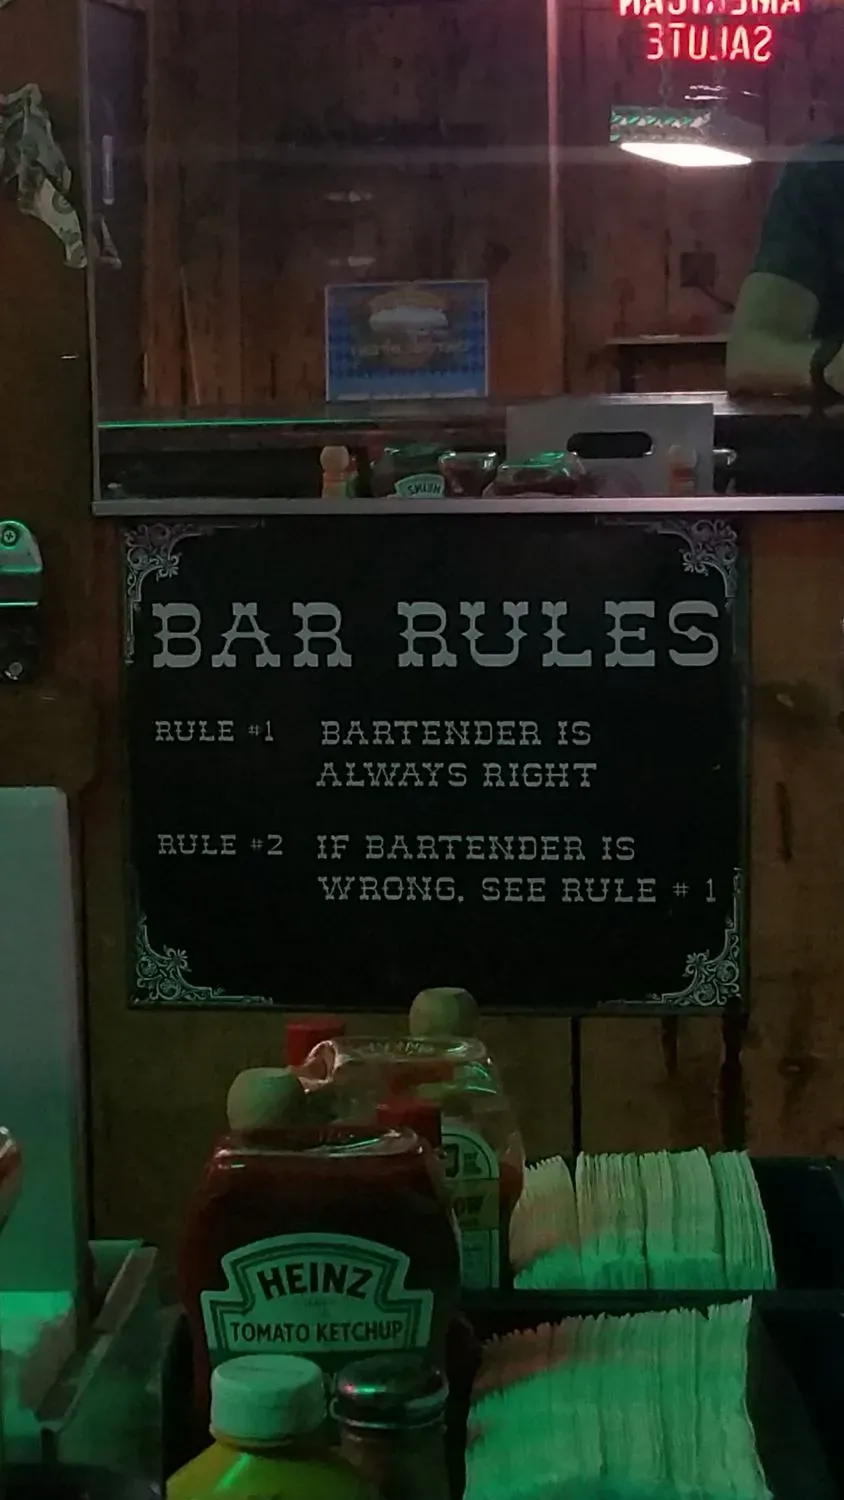 AMERICAN
SALUTE
BAR RULES
RULE #1 BARTENDER IS
ALWAYS RIGHT
RULE #2 IF BARTENDER IS
WRONG, SEE RULE # 1
HEINZ
TOMATO KETCHUP